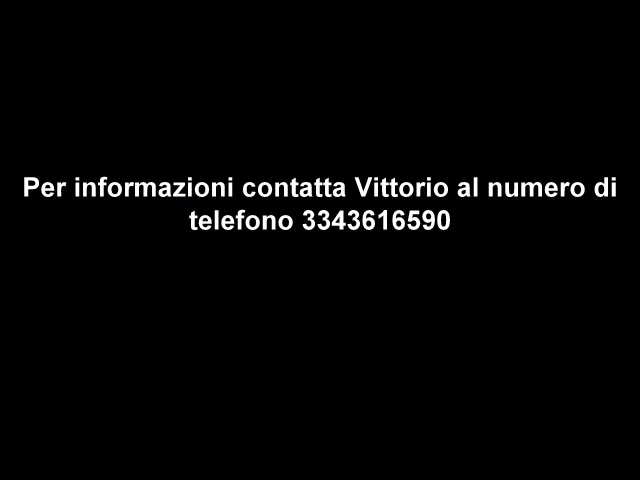 Per informazioni contatta Vittorio al numero di
telefono 3343616590